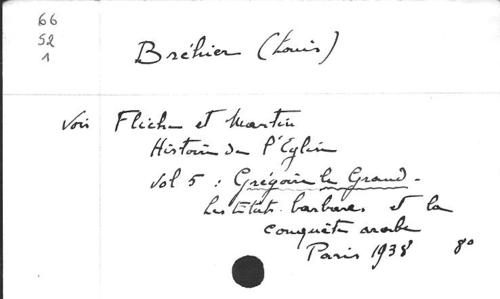 66
52
1
Bréhier (Louis)
voir Fliche et Martin
Histoire de l'Eglise
Vol 5 : Grégoire le Grand -
Les Etats barbares et la
conquête arabe
Paris 1938 8°